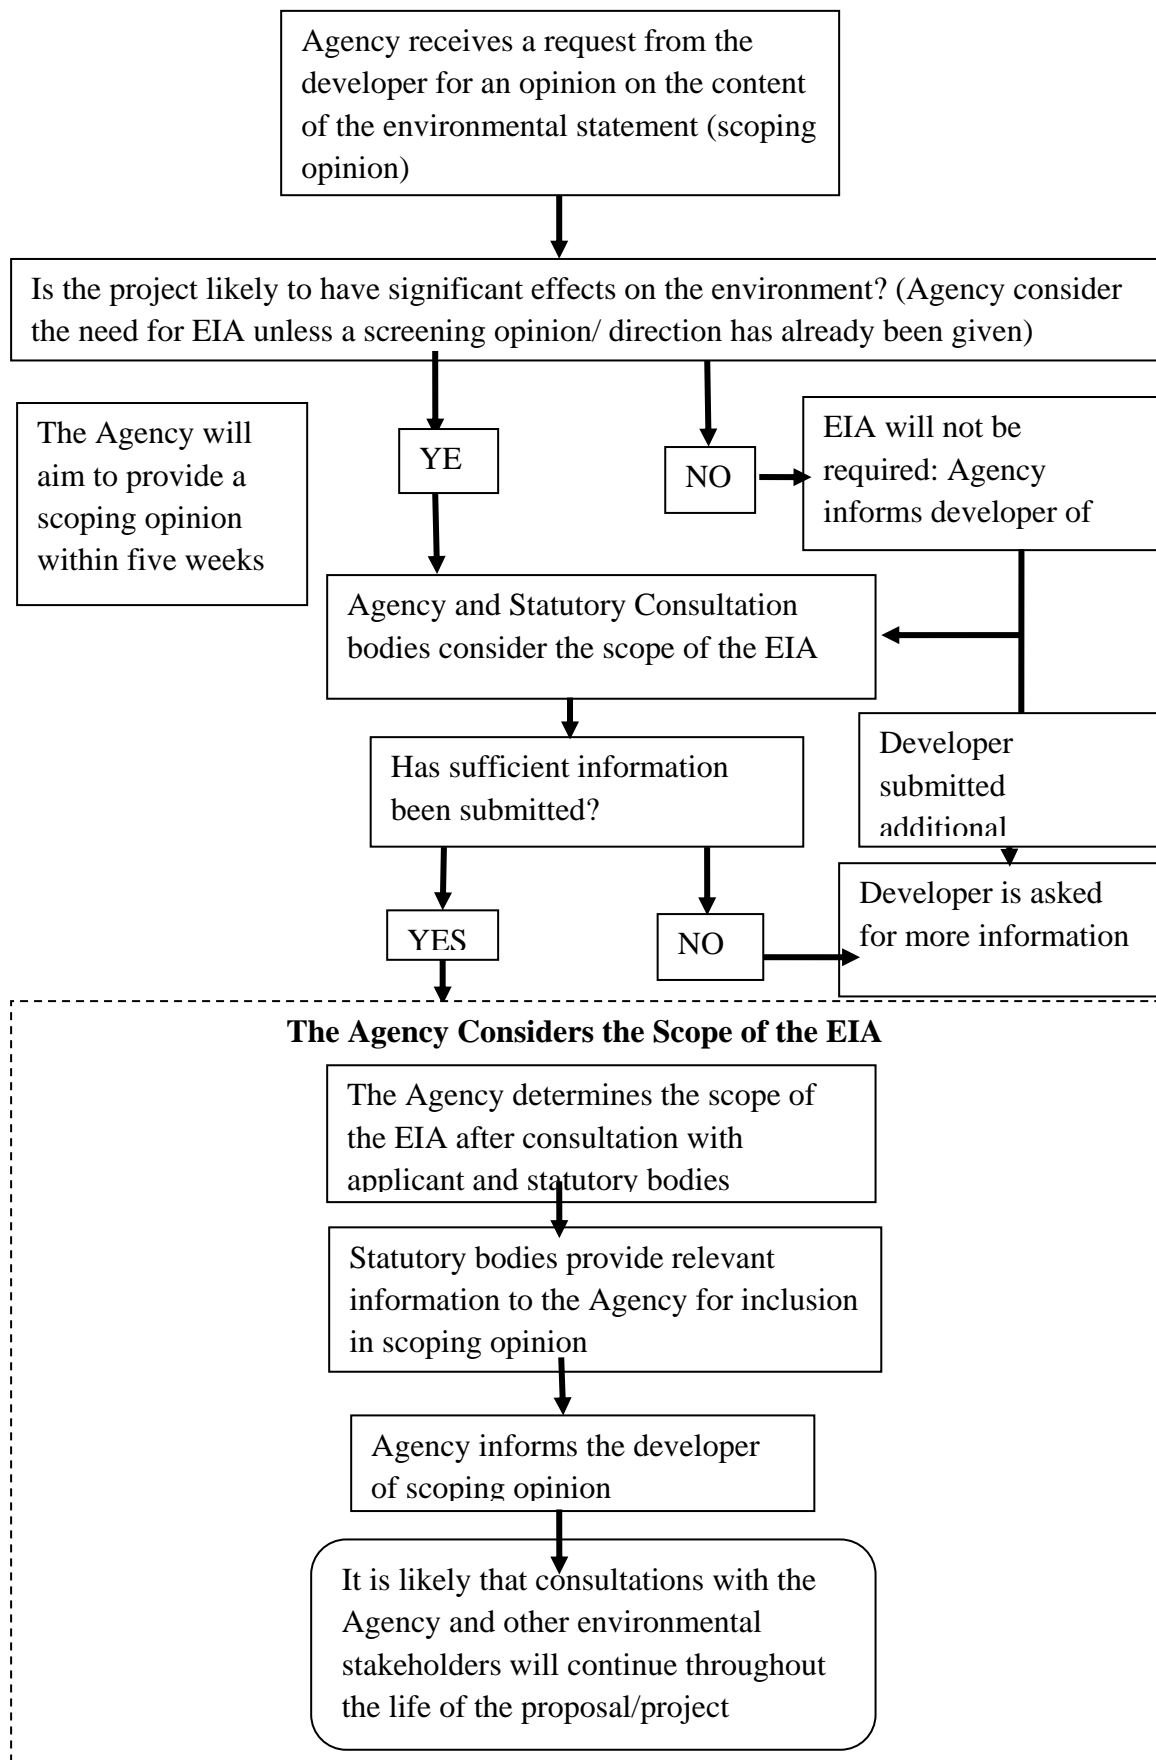 Agency receives a request from the
developer for an opinion on the content
of the environmental statement (scoping
opinion)
Is the project likely to have significant effects on the environment? (Agency consider
the need for EIA unless a screening opinion/ direction has already been given)
The Agency will
aim to provide a
scoping opinion
within five weeks
YE
NO
EIA will not be
required: Agency
informs developer of
Agency and Statutory Consultation
bodies consider the scope of the EIA
Has sufficient information
been submitted?
Developer
submitted
additional
YES
NO
Developer is asked
for more information
The Agency Considers the Scope of the EIA
The Agency determines the scope of
the EIA after consultation with
applicant and statutory bodies
Statutory bodies provide relevant
information to the Agency for inclusion
in scoping opinion
Agency informs the developer
of scoping opinion
It is likely that consultations with the
Agency and other environmental
stakeholders will continue throughout
the life of the proposal/project